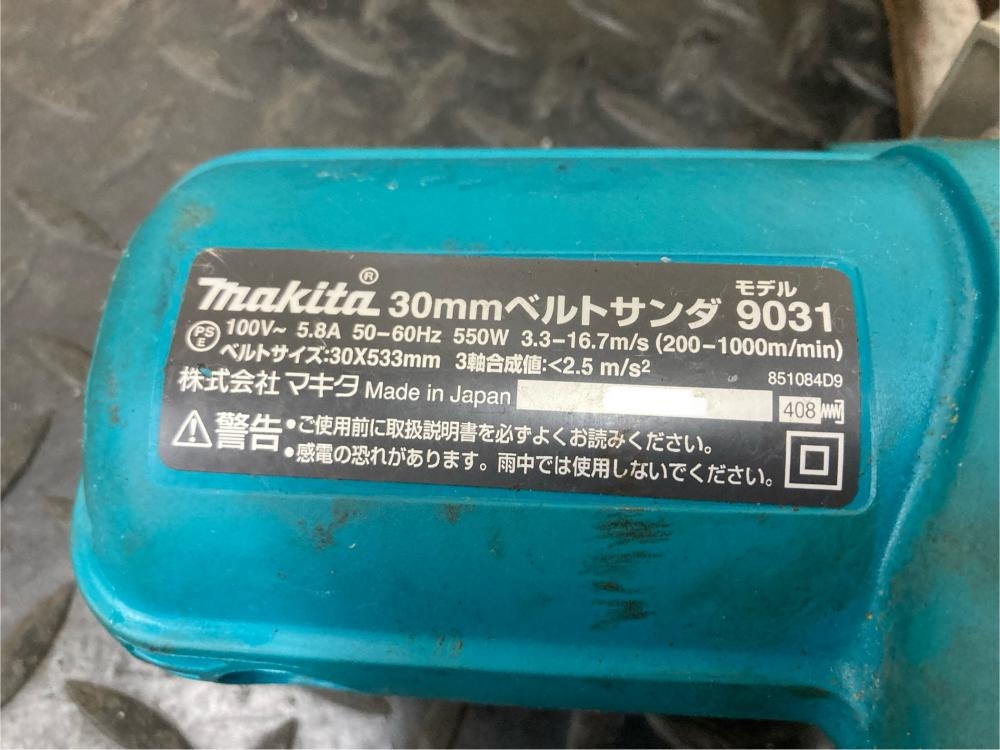 makita® 30mmベルトサンダ モデル 9031
PSE 100V~ 5.8A 50-60Hz 550W 3.3-16.7m/s (200-1000m/min)
ベルトサイズ:30X533mm 3軸合成値:<2.5 m/s²
851084D9
株式会社 マキタ Made in Japan
408
警告
•ご使用前に取扱説明書を必ずよくお読みください。
•感電の恐れがあります。雨中では使用しないでください。